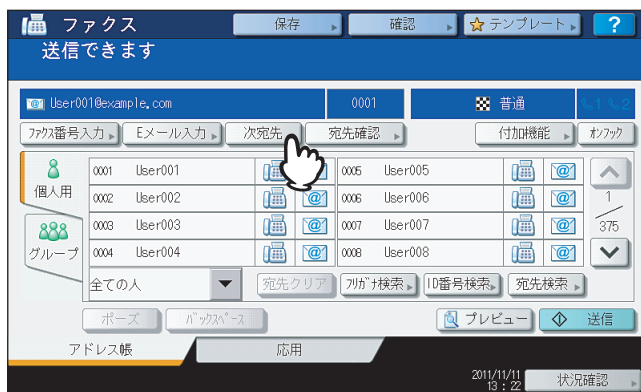 ファクス 保存 確認 テンプレート ?
送信できます
User001@example.com 0001 普通 1 2
ファクス番号入力 Eメール入力 次宛先 宛先確認 付加機能 オンフック
個人用
グループ
0001 User001 0005 User005
0002 User002 0006 User006
0003 User003 0007 User007
0004 User004 0008 User008
1
375
全ての人 宛先クリア フリガナ検索 ID番号検索 宛先検索
ポーズ バックスペース プレビュー 送信
アドレス帳 応用
2011/11/11
13:22 状況確認